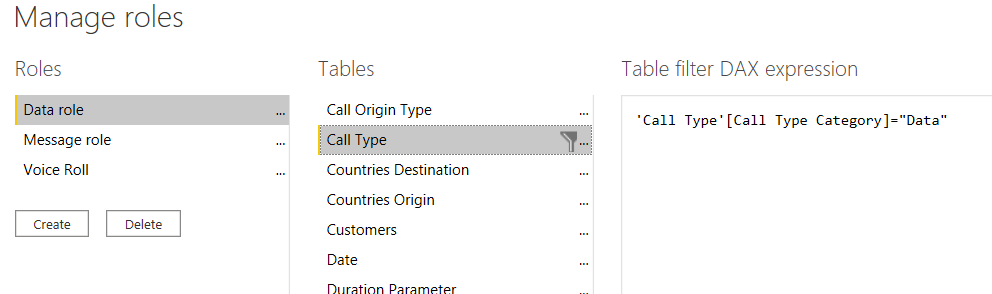 Manage roles
Roles
Tables
Table filter DAX expression
Data role ...
Message role ...
Voice Roll ...
Create
Delete
Call Origin Type ...
Call Type ...
Countries Destination ...
Countries Origin ...
Customers ...
Date ...
Duration Parameter ...
'Call Type'[Call Type Category]="Data"